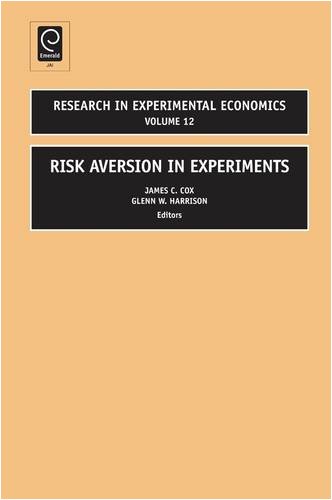 Emerald
JAI
RESEARCH IN EXPERIMENTAL ECONOMICS
VOLUME 12
RISK AVERSION IN EXPERIMENTS
JAMES C. COX
GLENN W. HARRISON
Editors